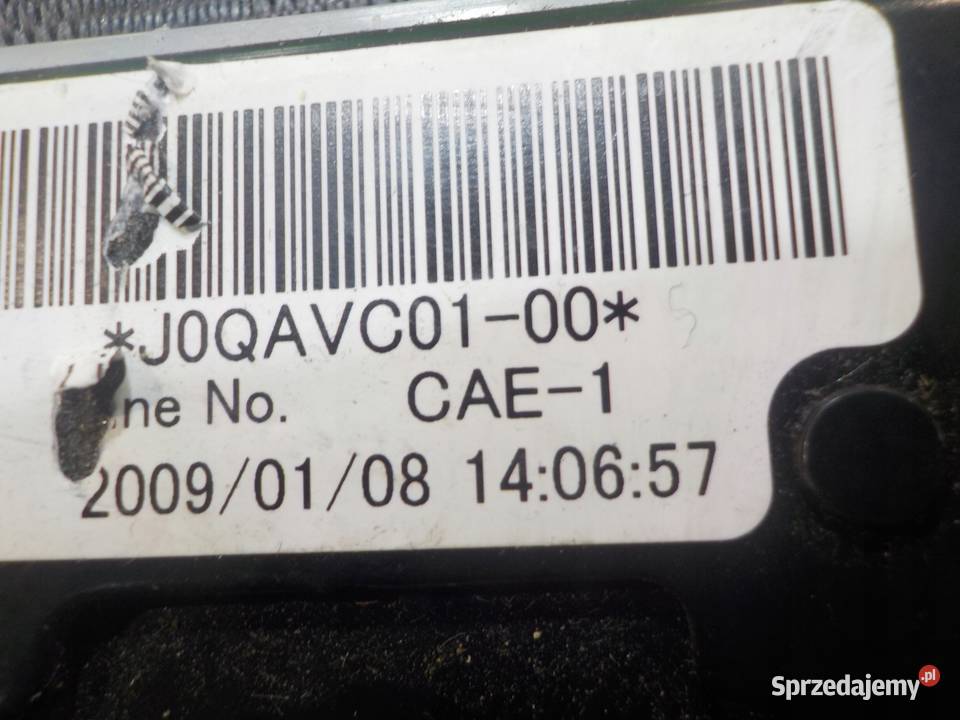 *J0QAVC01-00*
ne No. CAE-1
2009/01/08 14:06:57
Sprzedajemy.pl